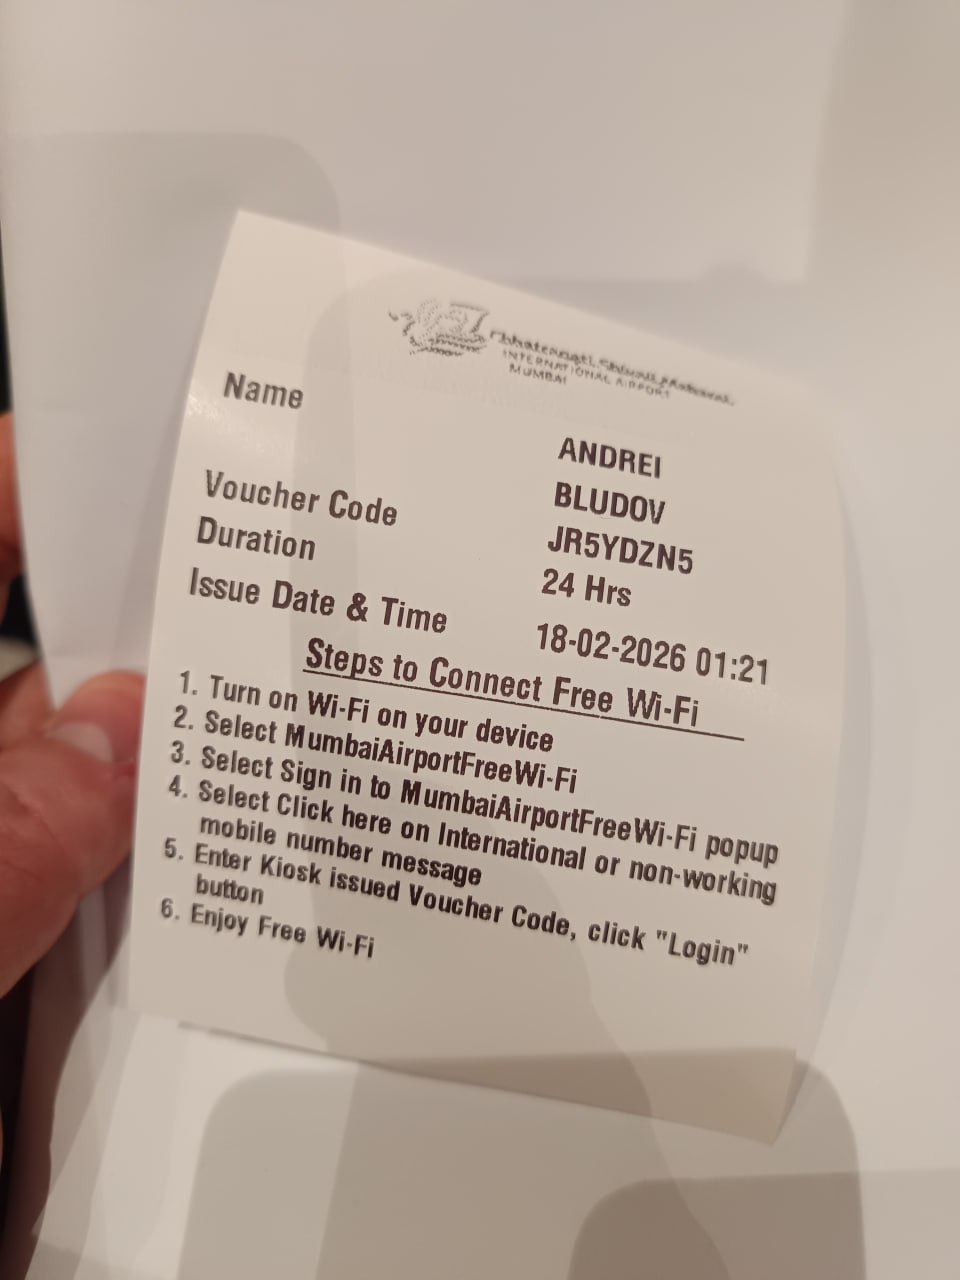 Chhatrapati Shivaji Maharaj
INTERNATIONAL AIRPORT
MUMBAI
Name ANDREI
BLUDOV
Voucher Code JR5YDZN5
Duration 24 Hrs
Issue Date & Time 18-02-2026 01:21
Steps to Connect Free Wi-Fi
1. Turn on Wi-Fi on your device
2. Select MumbaiAirportFreeWi-Fi
3. Select Sign in to MumbaiAirportFreeWi-Fi popup
4. Select Click here on International or non-working
mobile number message
5. Enter Kiosk issued Voucher Code, click "Login"
button
6. Enjoy Free Wi-Fi